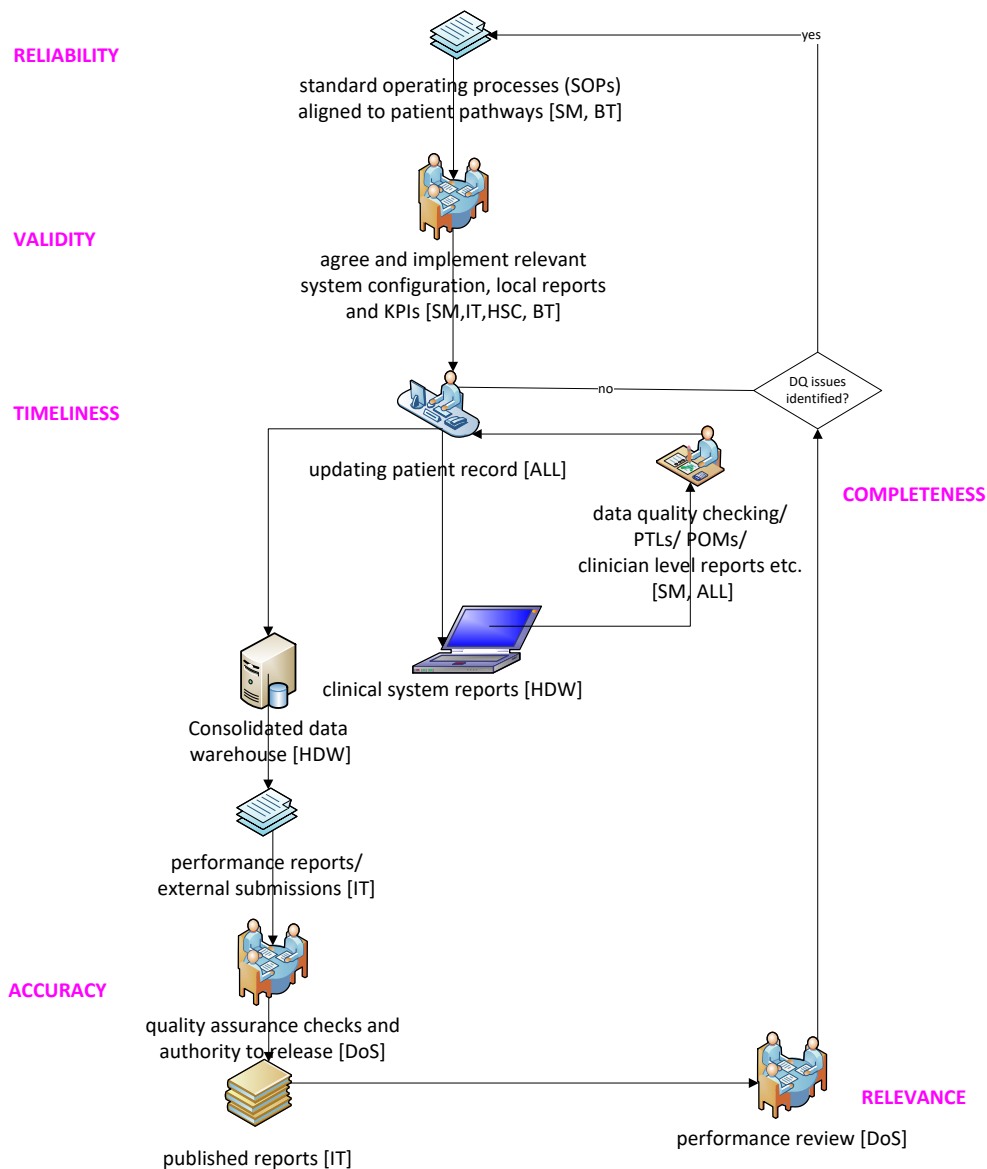 yes
RELIABILITY
standard operating processes (SOPs)
aligned to patient pathways [SM, BT]
VALIDITY
agree and implement relevant
system configuration, local reports
and KPIs [SM,IT,HSC, BT]
DQ issues
identified?
no
TIMELINESS
updating patient record [ALL]
COMPLETENESS
data quality checking/
PTLs/ POMs/
clinician level reports etc.
[SM, ALL]
clinical system reports [HDW]
Consolidated data
warehouse [HDW]
performance reports/
external submissions [IT]
ACCURACY
quality assurance checks and
authority to release [DoS]
RELEVANCE
performance review [DoS]
published reports [IT]